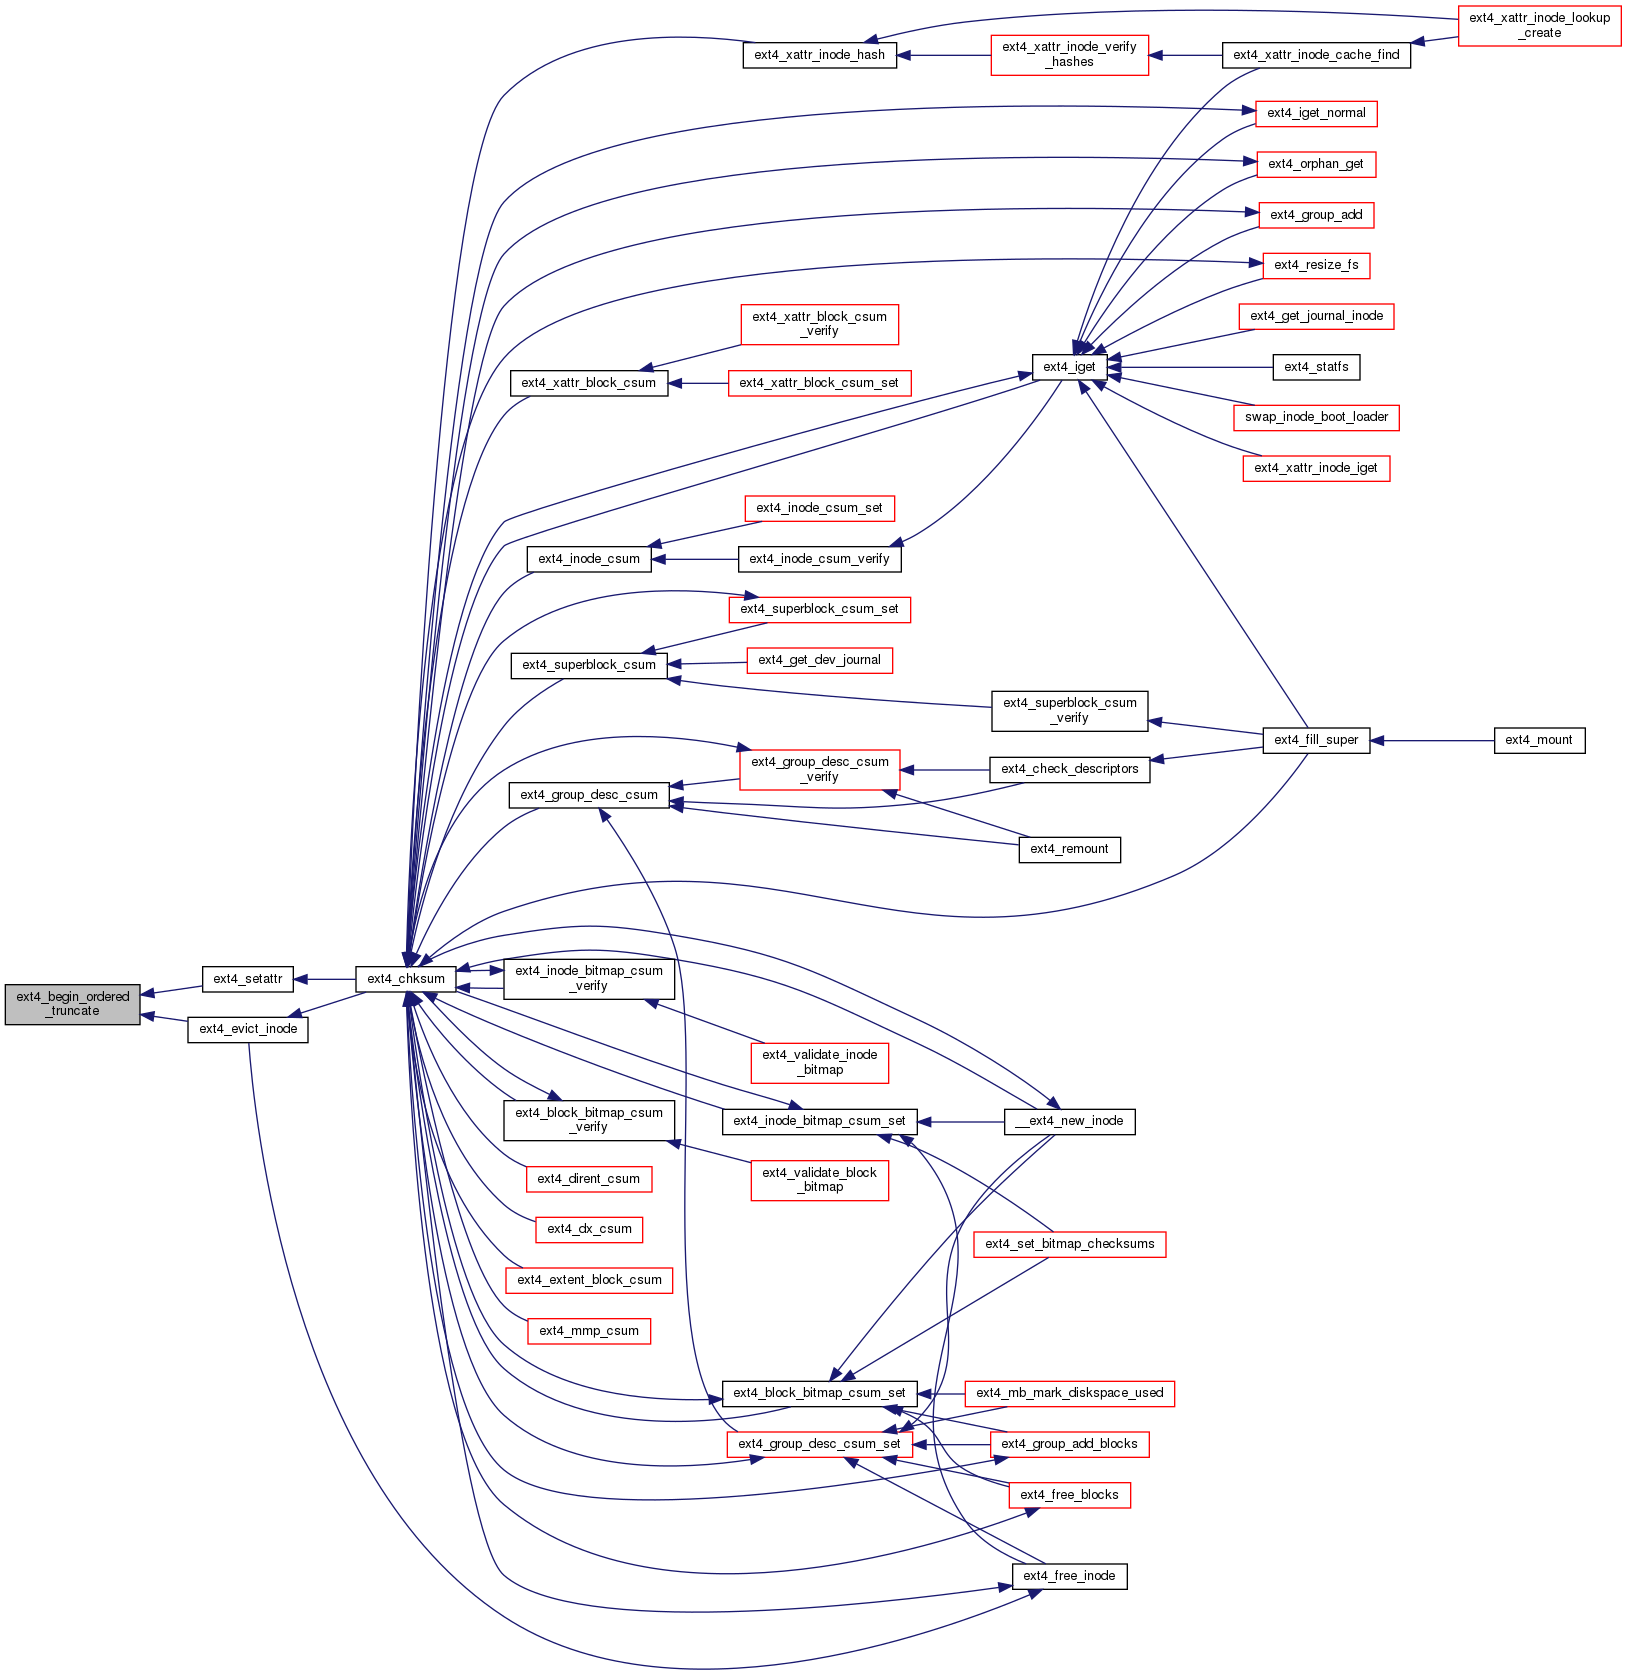 ext4_xattr_inode_lookup
_create
ext4_xattr_inode_hash
ext4_xattr_inode_verify
_hashes
ext4_xattr_inode_cache_find
ext4_iget_normal
ext4_orphan_get
ext4_group_add
ext4_resize_fs
ext4_get_journal_inode
ext4_xattr_block_csum
_verify
ext4_iget
ext4_statfs
ext4_xattr_block_csum
ext4_xattr_block_csum_set
swap_inode_boot_loader
ext4_xattr_inode_iget
ext4_inode_csum_set
ext4_inode_csum
ext4_inode_csum_verify
ext4_superblock_csum_set
ext4_superblock_csum
ext4_get_dev_journal
ext4_superblock_csum
_verify
ext4_fill_super
ext4_mount
ext4_group_desc_csum
_verify
ext4_check_descriptors
ext4_group_desc_csum
ext4_remount
ext4_begin_ordered
_truncate
ext4_setattr
ext4_evict_inode
ext4_chksum
ext4_inode_bitmap_csum
_verify
ext4_validate_inode
_bitmap
ext4_block_bitmap_csum
_verify
ext4_inode_bitmap_csum_set
__ext4_new_inode
ext4_validate_block
_bitmap
ext4_dirent_csum
ext4_dx_csum
ext4_set_bitmap_checksums
ext4_extent_block_csum
ext4_mmp_csum
ext4_block_bitmap_csum_set
ext4_mb_mark_diskspace_used
ext4_group_desc_csum_set
ext4_group_add_blocks
ext4_free_blocks
ext4_free_inode